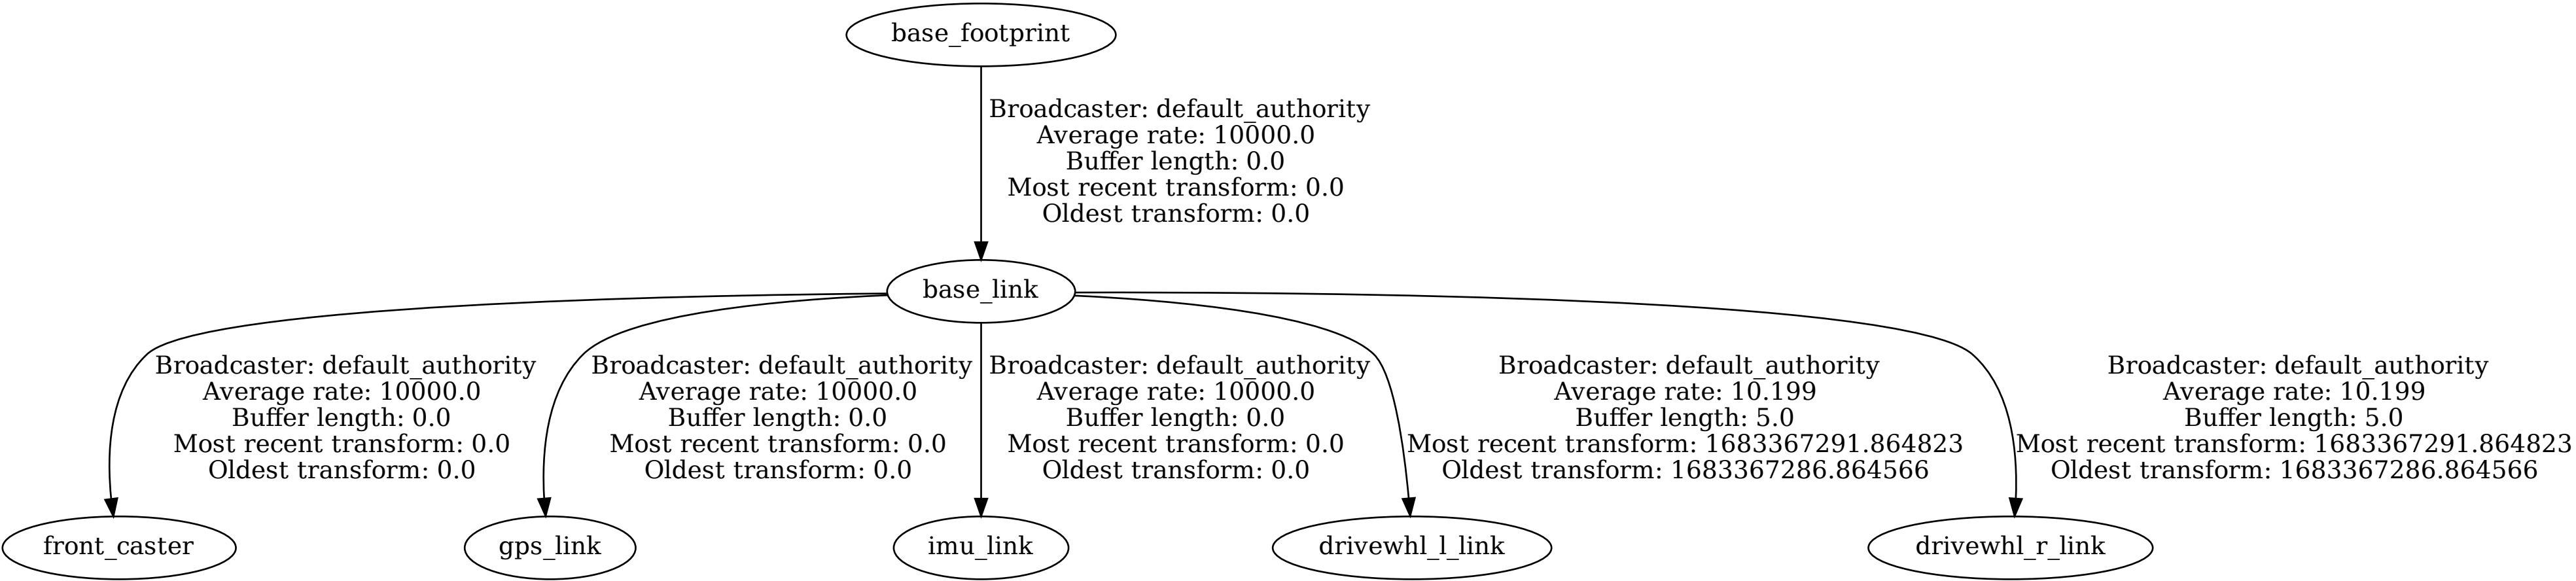 base_footprint
Broadcaster: default_authority
Average rate: 10000.0
Buffer length: 0.0
Most recent transform: 0.0
Oldest transform: 0.0
base_link
Broadcaster: default_authority
Average rate: 10000.0
Buffer length: 0.0
Most recent transform: 0.0
Oldest transform: 0.0
Broadcaster: default_authority
Average rate: 10000.0
Buffer length: 0.0
Most recent transform: 0.0
Oldest transform: 0.0
Broadcaster: default_authority
Average rate: 10000.0
Buffer length: 0.0
Most recent transform: 0.0
Oldest transform: 0.0
Broadcaster: default_authority
Average rate: 10.199
Buffer length: 5.0
Most recent transform: 1683367291.864823
Oldest transform: 1683367286.864566
Broadcaster: default_authority
Average rate: 10.199
Buffer length: 5.0
Most recent transform: 1683367291.864823
Oldest transform: 1683367286.864566
front_caster
gps_link
imu_link
drivewhl_l_link
drivewhl_r_link